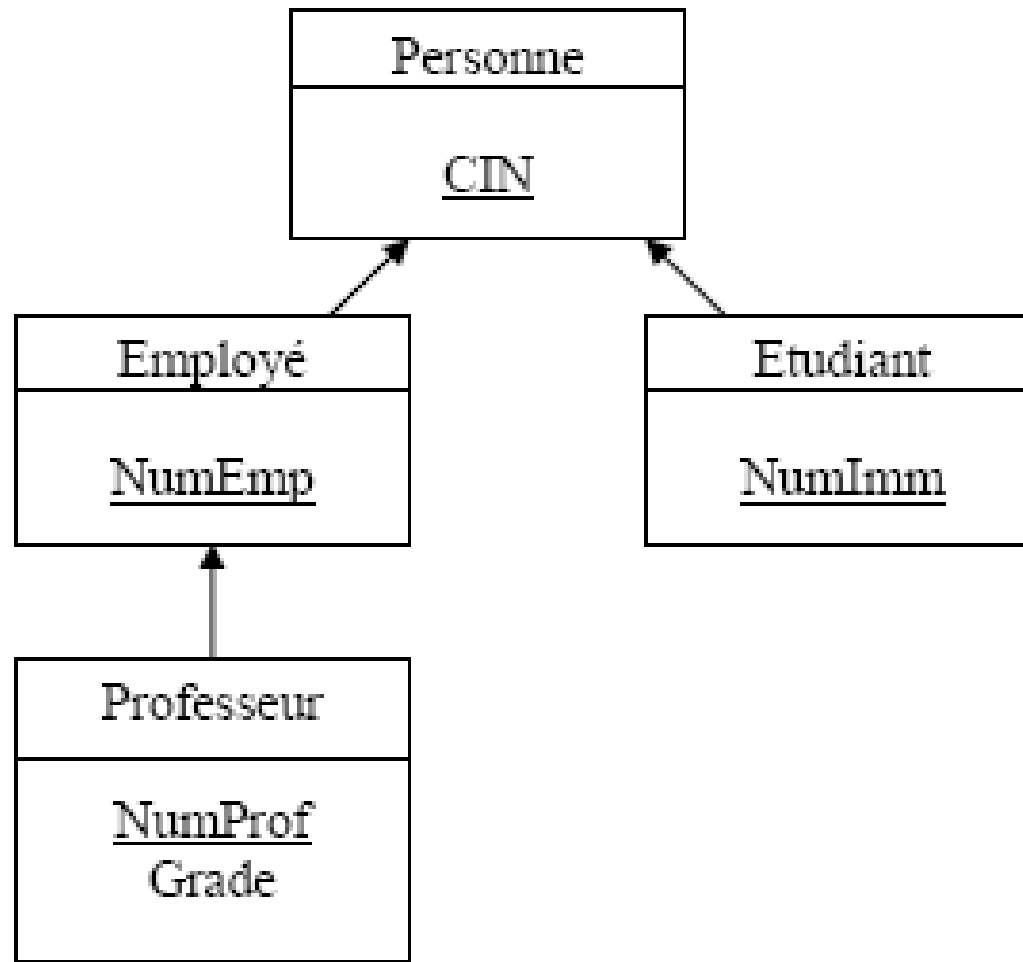 Personne
CIN
Employé
NumEmp
Etudiant
NumImm
Professeur
NumProf
Grade